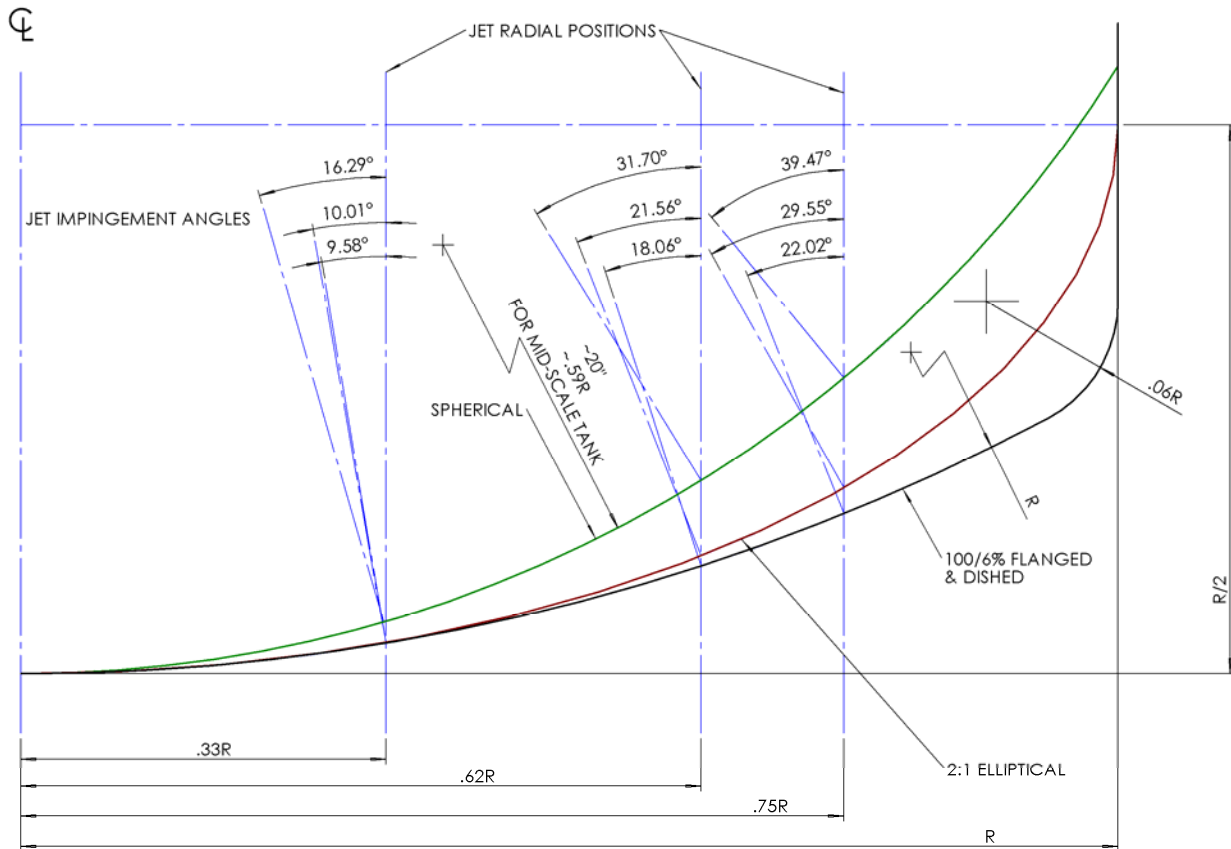 ℄
JET RADIAL POSITIONS
16.29°
31.70°
39.47°
JET IMPINGEMENT ANGLES
10.01°
21.56°
29.55°
9.58°
18.06°
22.02°
~20"
~.59R
FOR MID-SCALE TANK
SPHERICAL
.06R
R
100/6% FLANGED
& DISHED
R/2
2:1 ELLIPTICAL
.33R
.62R
.75R
R